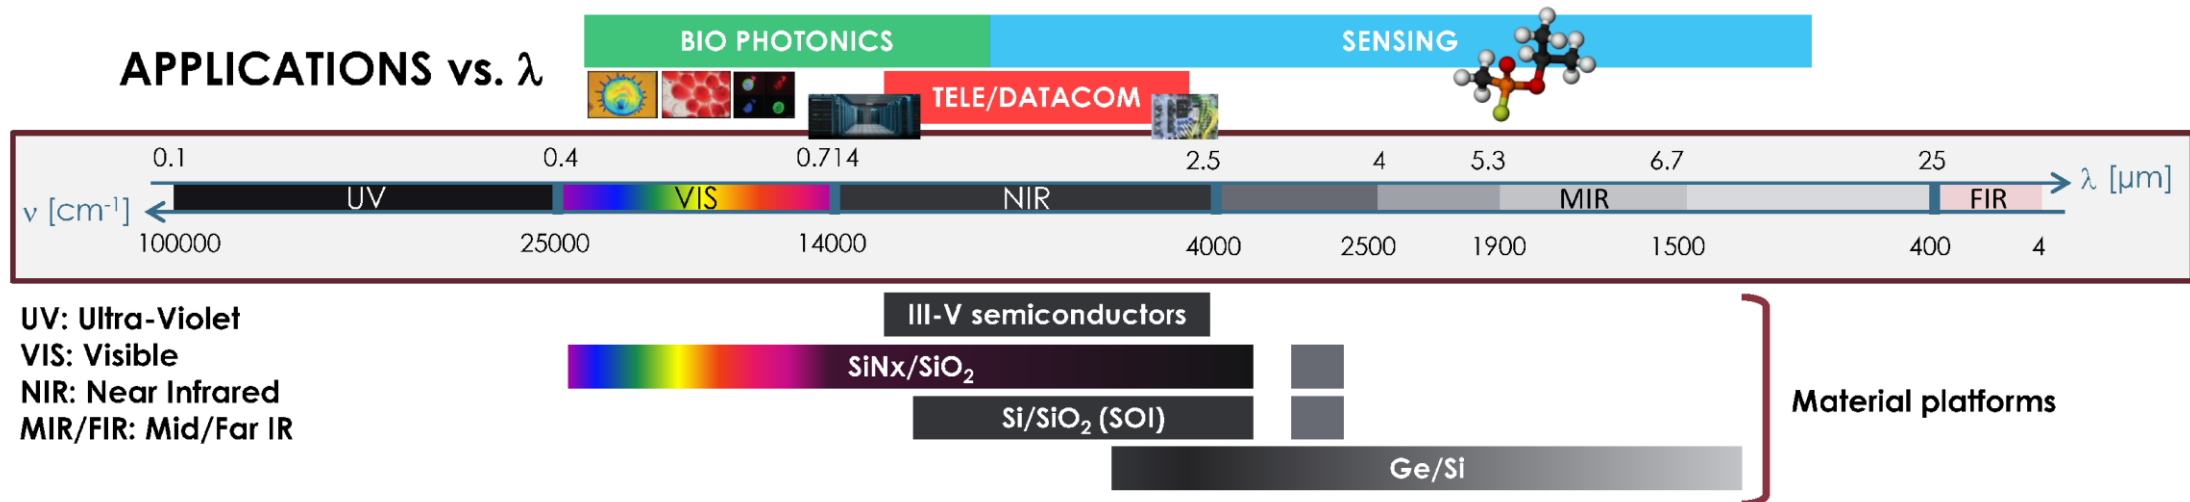 BIO PHOTONICS
SENSING
APPLICATIONS vs. λ
TELE/DATACOM
0.1 0.4 0.714 2.5 4 5.3 6.7 25
UV VIS NIR MIR FIR λ [µm]
ν [cm⁻¹]
100000 25000 14000 4000 2500 1900 1500 400 4
UV: Ultra-Violet
VIS: Visible
NIR: Near Infrared
MIR/FIR: Mid/Far IR
III-V semiconductors
SiNx/SiO₂
Si/SiO₂ (SOI)
Ge/Si
Material platforms